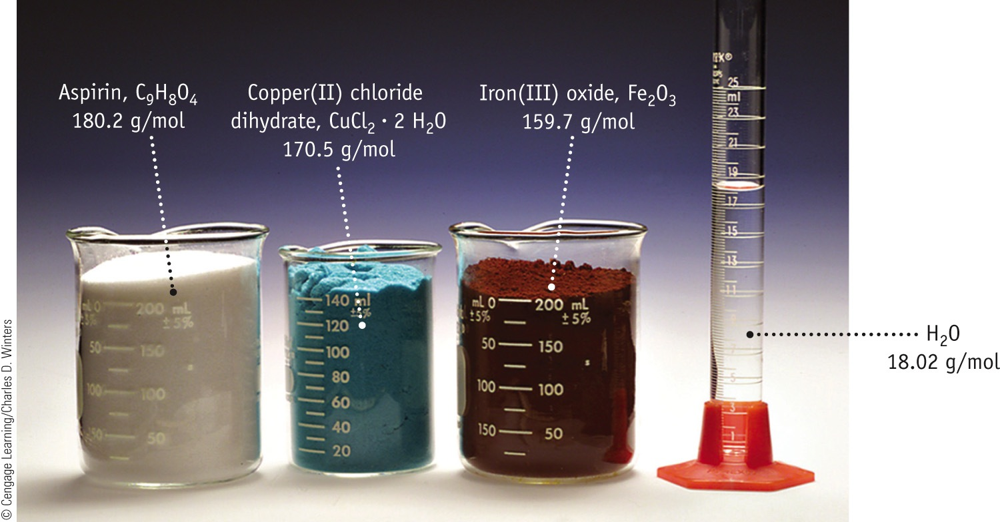 Aspirin, C₉H₈O₄
180.2 g/mol
Copper(II) chloride
dihydrate, CuCl₂ · 2 H₂O
170.5 g/mol
Iron(III) oxide, Fe₂O₃
159.7 g/mol
H₂O
18.02 g/mol
mL 0 200 mL
±5% ±5%
50 150
100 100
150 50
140 ml
±5%
120
100
80
60
40
20
mL 0 200 mL
±5% ±5%
50 150
100 100
150 50
25
ml
23
21
19
17
15
13
11
7
5
3
1
© Cengage Learning/Charles D. Winters